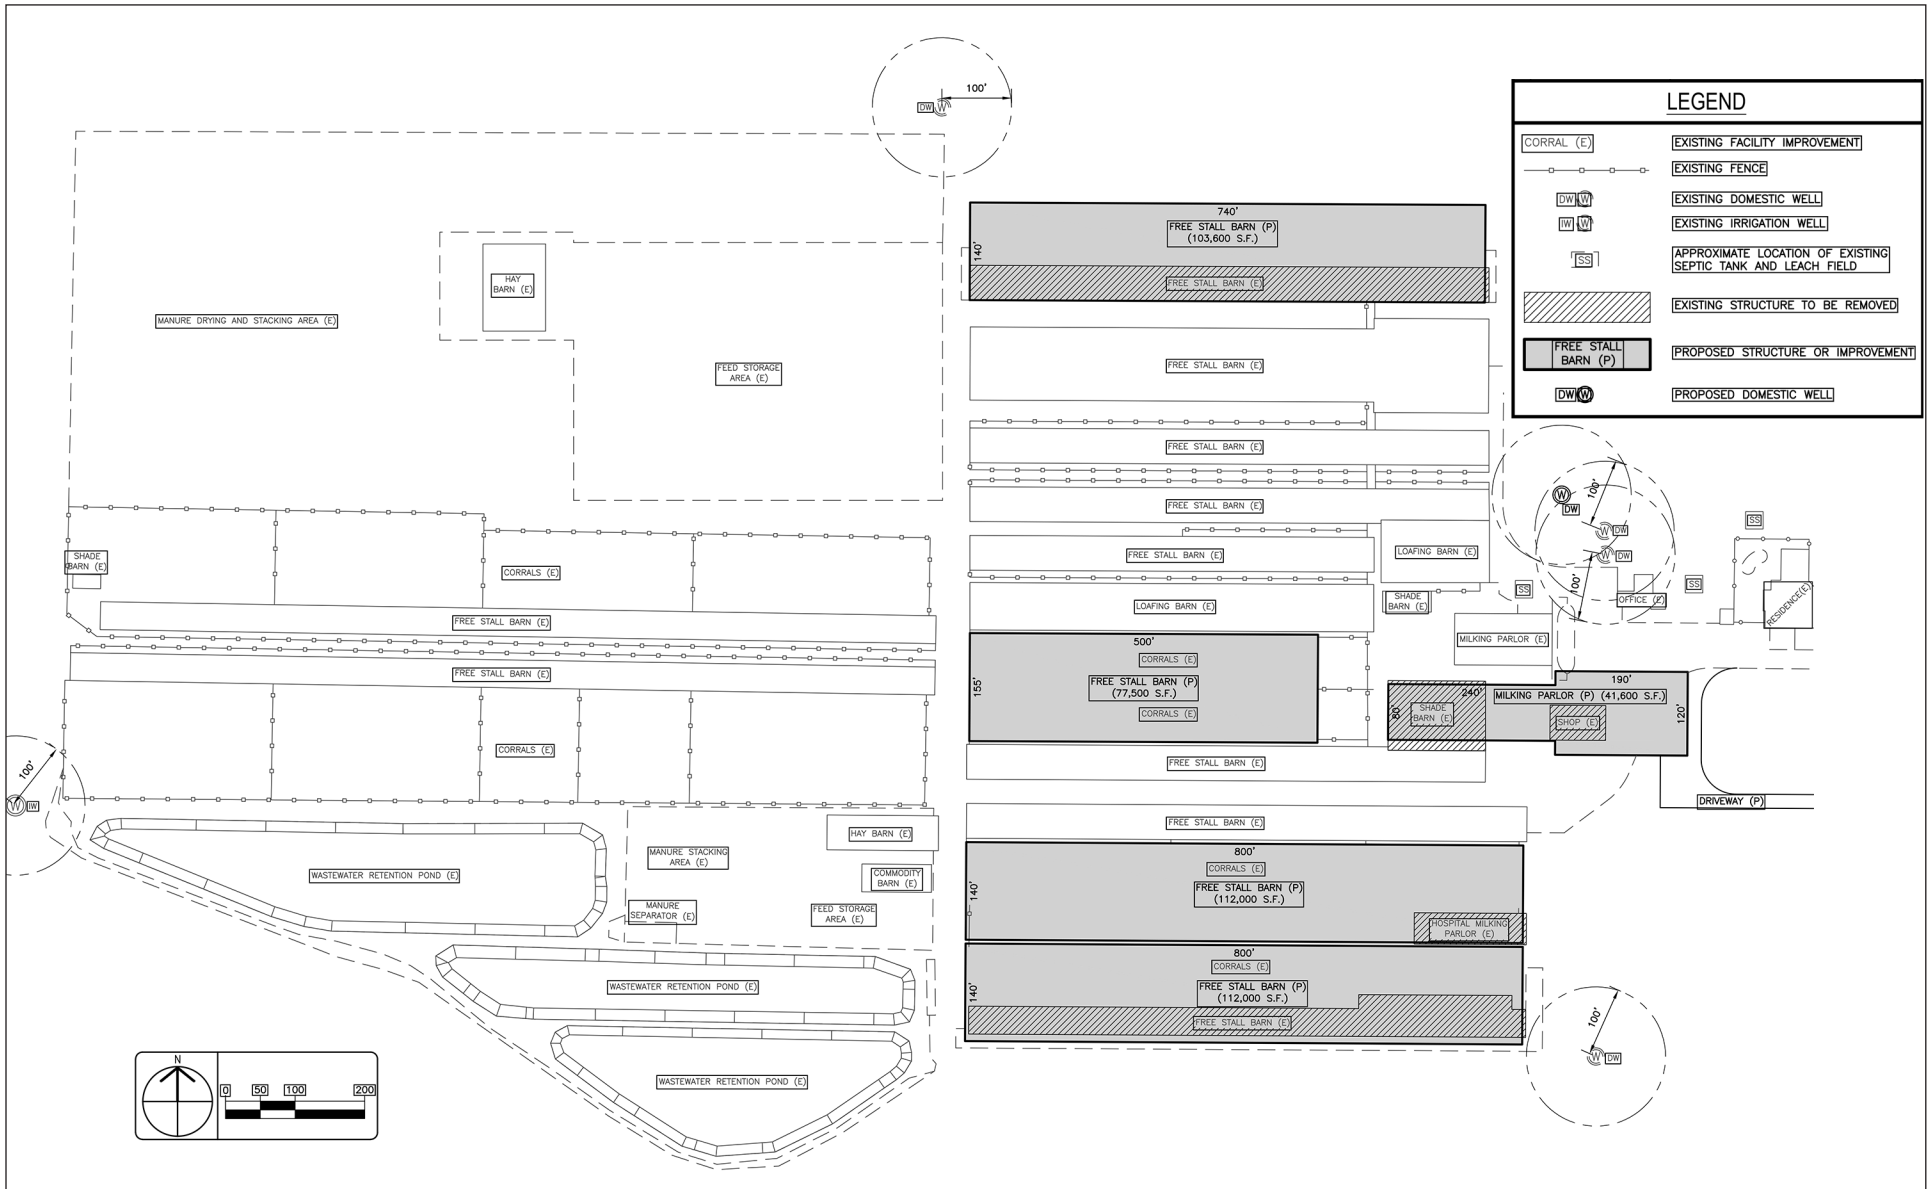 100'
DW W
LEGEND
CORRAL (E)
EXISTING FACILITY IMPROVEMENT
EXISTING FENCE
DW W
EXISTING DOMESTIC WELL
IW W
EXISTING IRRIGATION WELL
SS
APPROXIMATE LOCATION OF EXISTING
SEPTIC TANK AND LEACH FIELD
EXISTING STRUCTURE TO BE REMOVED
FREE STALL
BARN (P)
PROPOSED STRUCTURE OR IMPROVEMENT
DW W
PROPOSED DOMESTIC WELL
740'
FREE STALL BARN (P)
(103,600 S.F.)
140'
FREE STALL BARN (E)
HAY
BARN (E)
MANURE DRYING AND STACKING AREA (E)
FEED STORAGE
AREA (E)
FREE STALL BARN (E)
FREE STALL BARN (E)
FREE STALL BARN (E)
FREE STALL BARN (E)
LOAFING BARN (E)
LOAFING BARN (E)
SHADE
BARN (E)
W
DW
100'
W DW
W DW
100'
SS
SS
SS
OFFICE (E)
RESIDENCE(E)
MILKING PARLOR (E)
SHADE
BARN (E)
CORRALS (E)
FREE STALL BARN (E)
FREE STALL BARN (E)
CORRALS (E)
500'
CORRALS (E)
155'
FREE STALL BARN (P)
(77,500 S.F.)
CORRALS (E)
190'
240'
MILKING PARLOR (P) (41,600 S.F.)
80'
SHADE
BARN (E)
SHOP (E)
120'
FREE STALL BARN (E)
DRIVEWAY (P)
100'
W IW
FREE STALL BARN (E)
HAY BARN (E)
MANURE STACKING
AREA (E)
COMMODITY
BARN (E)
WASTEWATER RETENTION POND (E)
MANURE
SEPARATOR (E)
FEED STORAGE
AREA (E)
800'
CORRALS (E)
140'
FREE STALL BARN (P)
(112,000 S.F.)
HOSPITAL MILKING
PARLOR (E)
800'
CORRALS (E)
140'
FREE STALL BARN (P)
(112,000 S.F.)
FREE STALL BARN (E)
WASTEWATER RETENTION POND (E)
WASTEWATER RETENTION POND (E)
100'
W DW
N
0 50 100 200